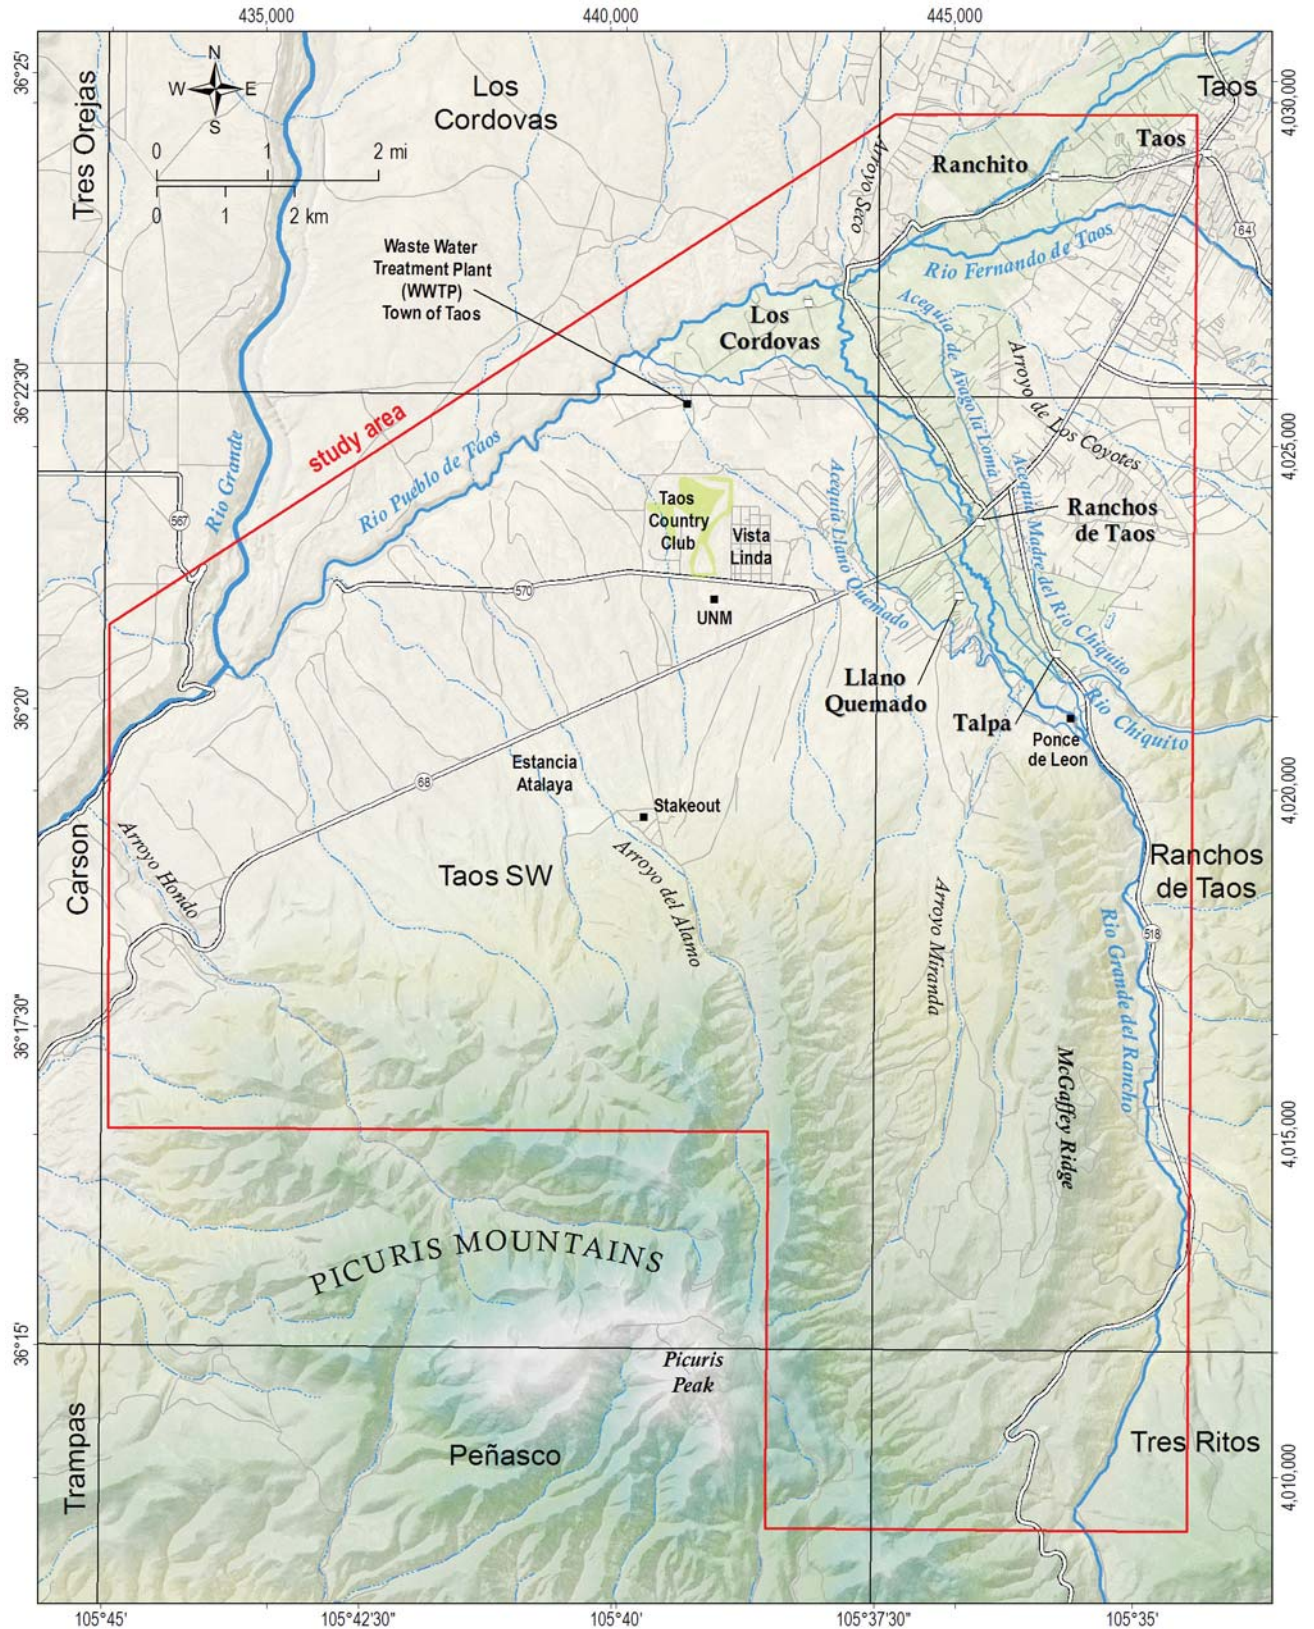 435,000
440,000
445,000
36°25'
36°22'30"
36°20'
36°17'30"
36°15'
4,030,000
4,025,000
4,020,000
4,015,000
4,010,000
105°45'
105°42'30"
105°40'
105°37'30"
105°35'
N
W
E
S
0
1
2 mi
0
1
2 km
Tres Orejas
Los
Cordovas
Taos
Taos
Ranchito
Arroyo Seco
64
Rio Fernando de Taos
Waste Water
Treatment Plant
(WWTP)
Town of Taos
Los
Cordovas
Acequia de Avago la Loma
Arroyo de Los Coyotes
study area
Rio Grande
Rio Pueblo de Taos
567
Taos
Country
Club
Vista
Linda
Acequia Llano Quemado
Acequia Madre del Rio Chiquito
Ranchos
de Taos
570
UNM
Llano
Quemado
Talpa
Rio Chiquito
Ponce
de Leon
68
Estancia
Atalaya
Stakeout
Carson
Arroyo Hondo
Taos SW
Arroyo del Alamo
Arroyo Miranda
Ranchos
de Taos
518
Rio Grande del Rancho
McGaffey Ridge
PICURIS MOUNTAINS
Picuris
Peak
Trampas
Peñasco
Tres Ritos